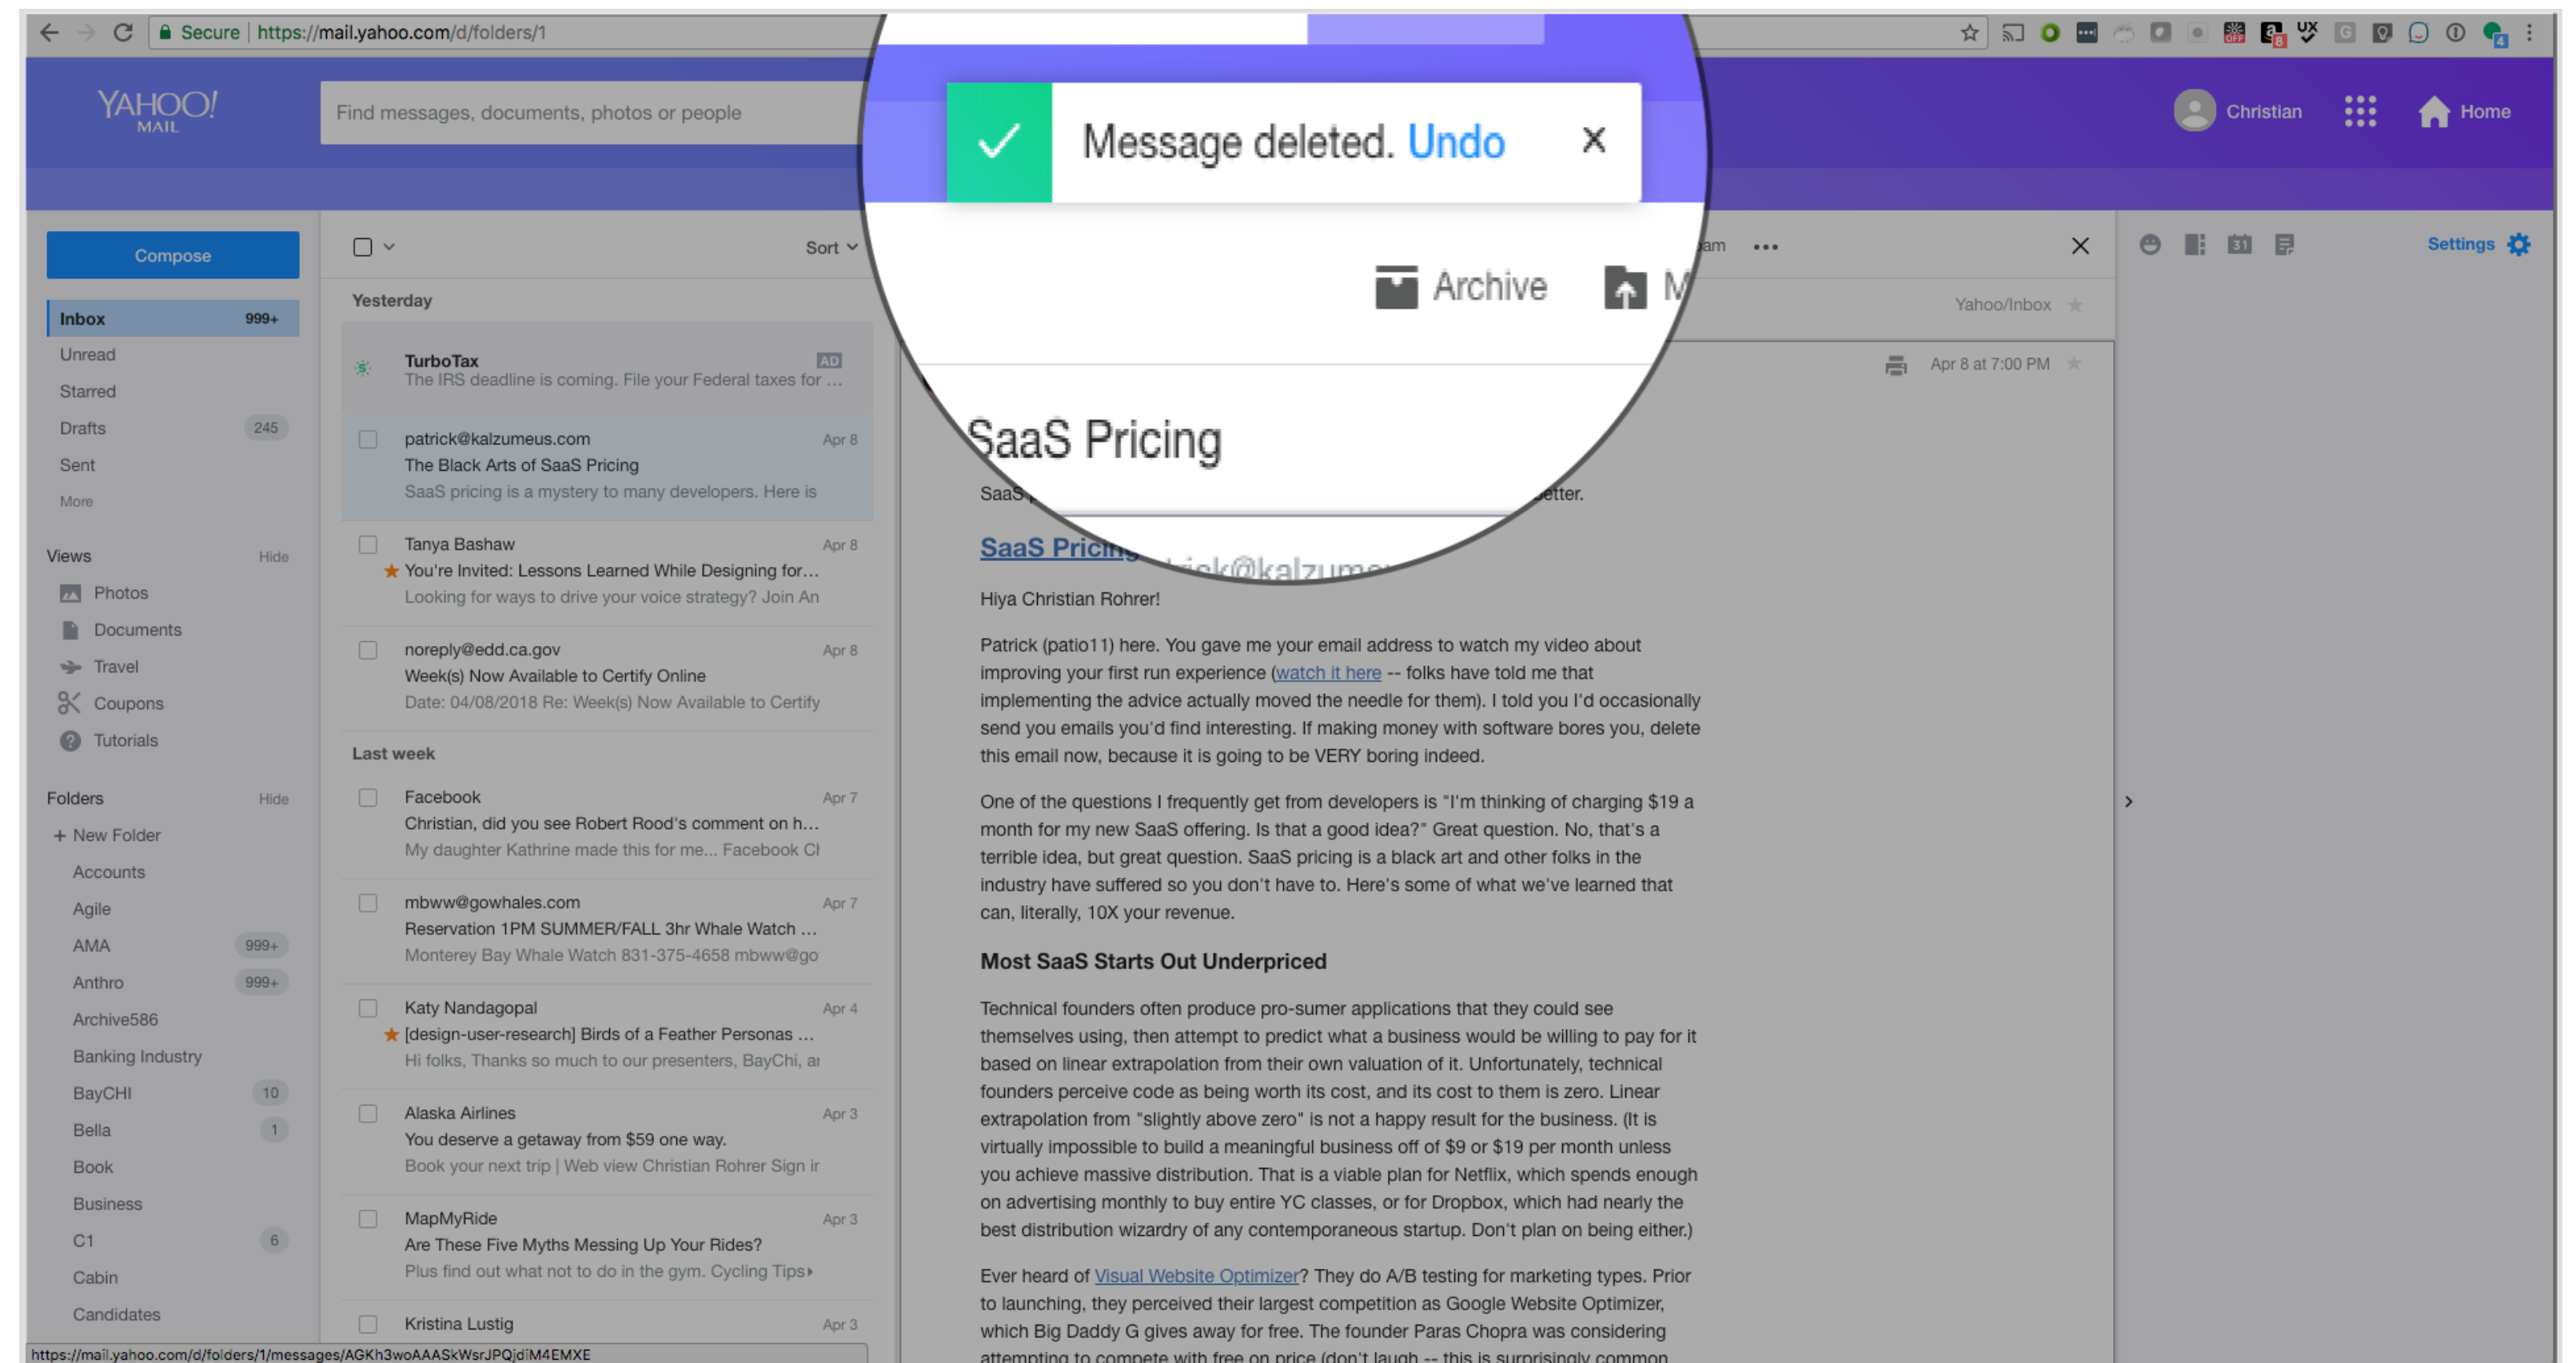 Secure | https://mail.yahoo.com/d/folders/1
YAHOO!
MAIL
Find messages, documents, photos or people
Christian
Home
Message deleted. Undo
Archive
SaaS Pricing
Compose
Inbox 999+
Unread
Starred
Drafts 245
Sent
More
Views Hide
Photos
Documents
Travel
Coupons
Tutorials
Folders Hide
+ New Folder
Accounts
Agile
AMA 999+
Anthro 999+
Archive586
Banking Industry
BayCHI 10
Bella 1
Book
Business
C1 6
Cabin
Candidates
https://mail.yahoo.com/d/folders/1/messages/AGKh3woAAASkWsrJPQjdiM4EMXE
Sort
Yesterday
TurboTax AD
The IRS deadline is coming. File your Federal taxes for ...
patrick@kalzumeus.com Apr 8
The Black Arts of SaaS Pricing
SaaS pricing is a mystery to many developers. Here is
Tanya Bashaw Apr 8
You're Invited: Lessons Learned While Designing for...
Looking for ways to drive your voice strategy? Join An
noreply@edd.ca.gov Apr 8
Week(s) Now Available to Certify Online
Date: 04/08/2018 Re: Week(s) Now Available to Certify
Last week
Facebook Apr 7
Christian, did you see Robert Rood's comment on h...
My daughter Kathrine made this for me... Facebook Cl
mbww@gowhales.com Apr 7
Reservation 1PM SUMMER/FALL 3hr Whale Watch ...
Monterey Bay Whale Watch 831-375-4658 mbww@go
Katy Nandagopal Apr 4
[design-user-research] Birds of a Feather Personas ...
Hi folks, Thanks so much to our presenters, BayChi, ar
Alaska Airlines Apr 3
You deserve a getaway from $59 one way.
Book your next trip | Web view Christian Rohrer Sign ir
MapMyRide Apr 3
Are These Five Myths Messing Up Your Rides?
Plus find out what not to do in the gym. Cycling Tips
Kristina Lustig Apr 3
Settings
31
Yahoo/Inbox
Apr 8 at 7:00 PM
SaaS
SaaS Pricing
Hiya Christian Rohrer!
Patrick (patio11) here. You gave me your email address to watch my video about
improving your first run experience (watch it here -- folks have told me that
implementing the advice actually moved the needle for them). I told you I'd occasionally
send you emails you'd find interesting. If making money with software bores you, delete
this email now, because it is going to be VERY boring indeed.
One of the questions I frequently get from developers is "I'm thinking of charging $19 a
month for my new SaaS offering. Is that a good idea?" Great question. No, that's a
terrible idea, but great question. SaaS pricing is a black art and other folks in the
industry have suffered so you don't have to. Here's some of what we've learned that
can, literally, 10X your revenue.
Most SaaS Starts Out Underpriced
Technical founders often produce pro-sumer applications that they could see
themselves using, then attempt to predict what a business would be willing to pay for it
based on linear extrapolation from their own valuation of it. Unfortunately, technical
founders perceive code as being worth its cost, and its cost to them is zero. Linear
extrapolation from "slightly above zero" is not a happy result for the business. (It is
virtually impossible to build a meaningful business off of $9 or $19 per month unless
you achieve massive distribution. That is a viable plan for Netflix, which spends enough
on advertising monthly to buy entire YC classes, or for Dropbox, which had nearly the
best distribution wizardry of any contemporaneous startup. Don't plan on being either.)
Ever heard of Visual Website Optimizer? They do A/B testing for marketing types. Prior
to launching, they perceived their largest competition as Google Website Optimizer,
which Big Daddy G gives away for free. The founder Paras Chopra was considering
attempting to compete with free on price (don't laugh -- this is surprisingly common